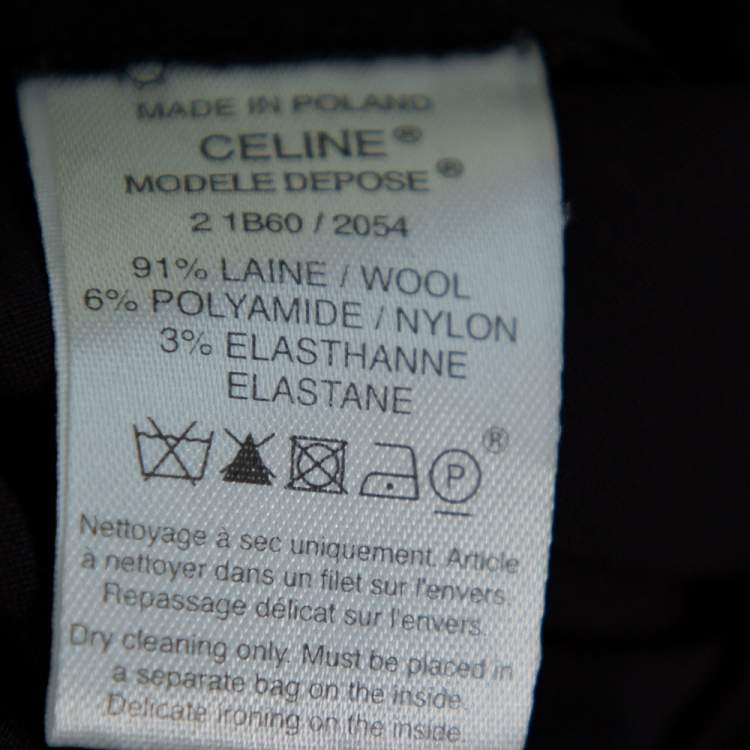 MADE IN POLAND
CELINE®
MODELE DEPOSE®
2 1B60 / 2054
91% LAINE / WOOL
6% POLYAMIDE / NYLON
3% ELASTHANNE
ELASTANE
P ®
Nettoyage à sec uniquement. Article
à nettoyer dans un filet sur l'envers.
Repassage délicat sur l'envers.
Dry cleaning only. Must be placed in
a separate bag on the inside.
Delicate ironing on the inside.